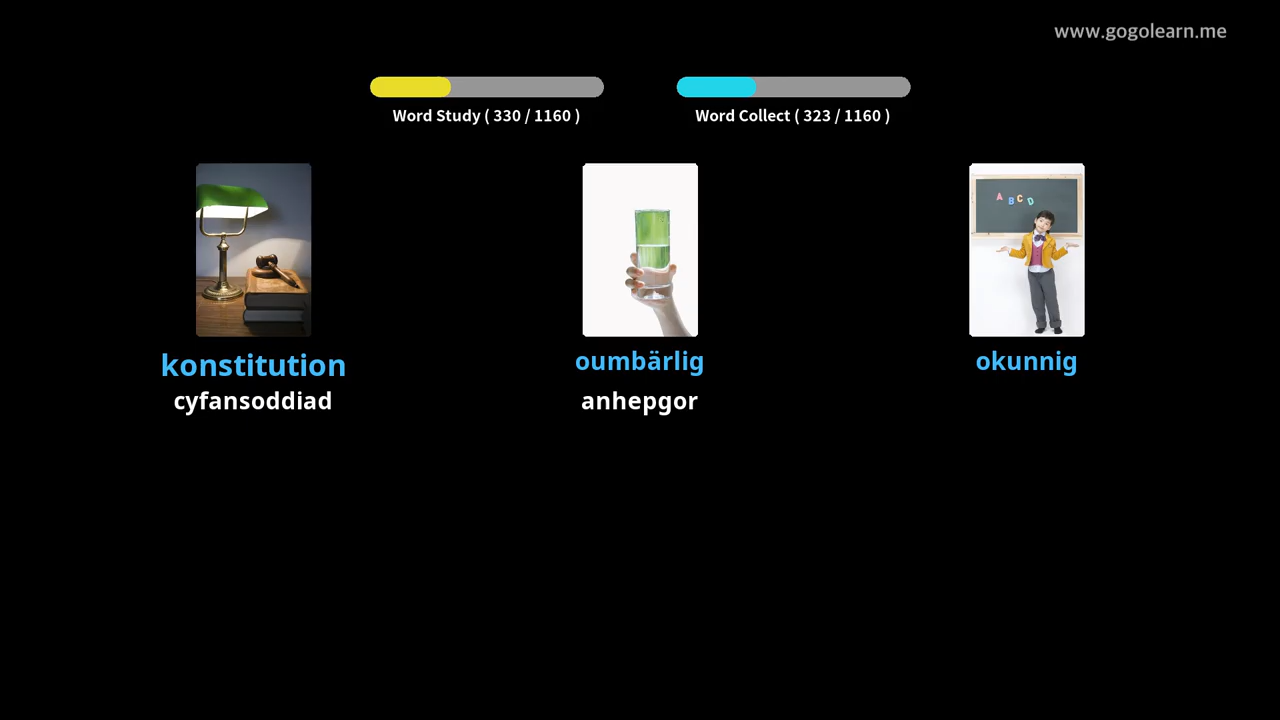 www.gogolearn.me
Word Study ( 330 / 1160 )
Word Collect ( 323 / 1160 )
A B C D
konstitution
cyfansoddiad
oumbärlig
anhepgor
okunnig